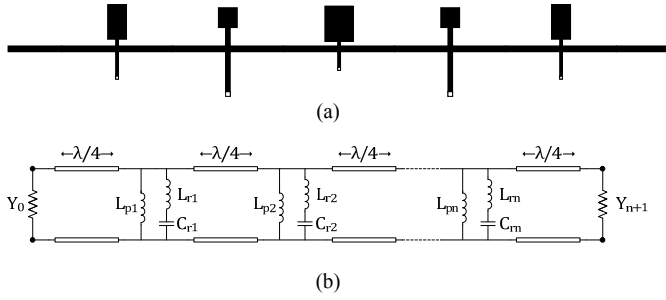 (a)
←λ/4→ ←λ/4→ ←λ/4→ ←λ/4→
Y0 Lp1 Lr1 Cr1 Lp2 Lr2 Cr2 Lpn Lrn Crn Yn+1
(b)